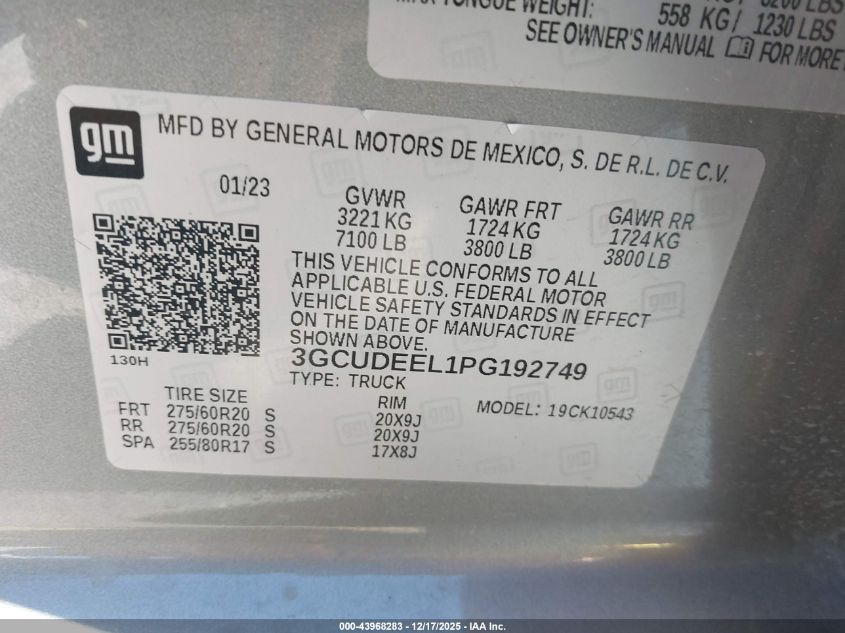 MAX TONGUE WEIGHT: 558 KG/ 1230 LBS
SEE OWNER'S MANUAL FOR MORE
gm
MFD BY GENERAL MOTORS DE MEXICO, S. DE R.L. DE C.V.
01/23
GVWR GAWR FRT GAWR RR
3221 KG 1724 KG 1724 KG
7100 LB 3800 LB 3800 LB
THIS VEHICLE CONFORMS TO ALL
APPLICABLE U.S. FEDERAL MOTOR
VEHICLE SAFETY STANDARDS IN EFFECT
ON THE DATE OF MANUFACTURE
SHOWN ABOVE.
3GCUDEEL1PG192749
130H
TYPE: TRUCK
TIRE SIZE RIM MODEL: 19CK10543
FRT 275/60R20 S 20X9J
RR 275/60R20 S 20X9J
SPA 255/80R17 S 17X8J
000-43968283 - 12/17/2025 - IAA Inc.